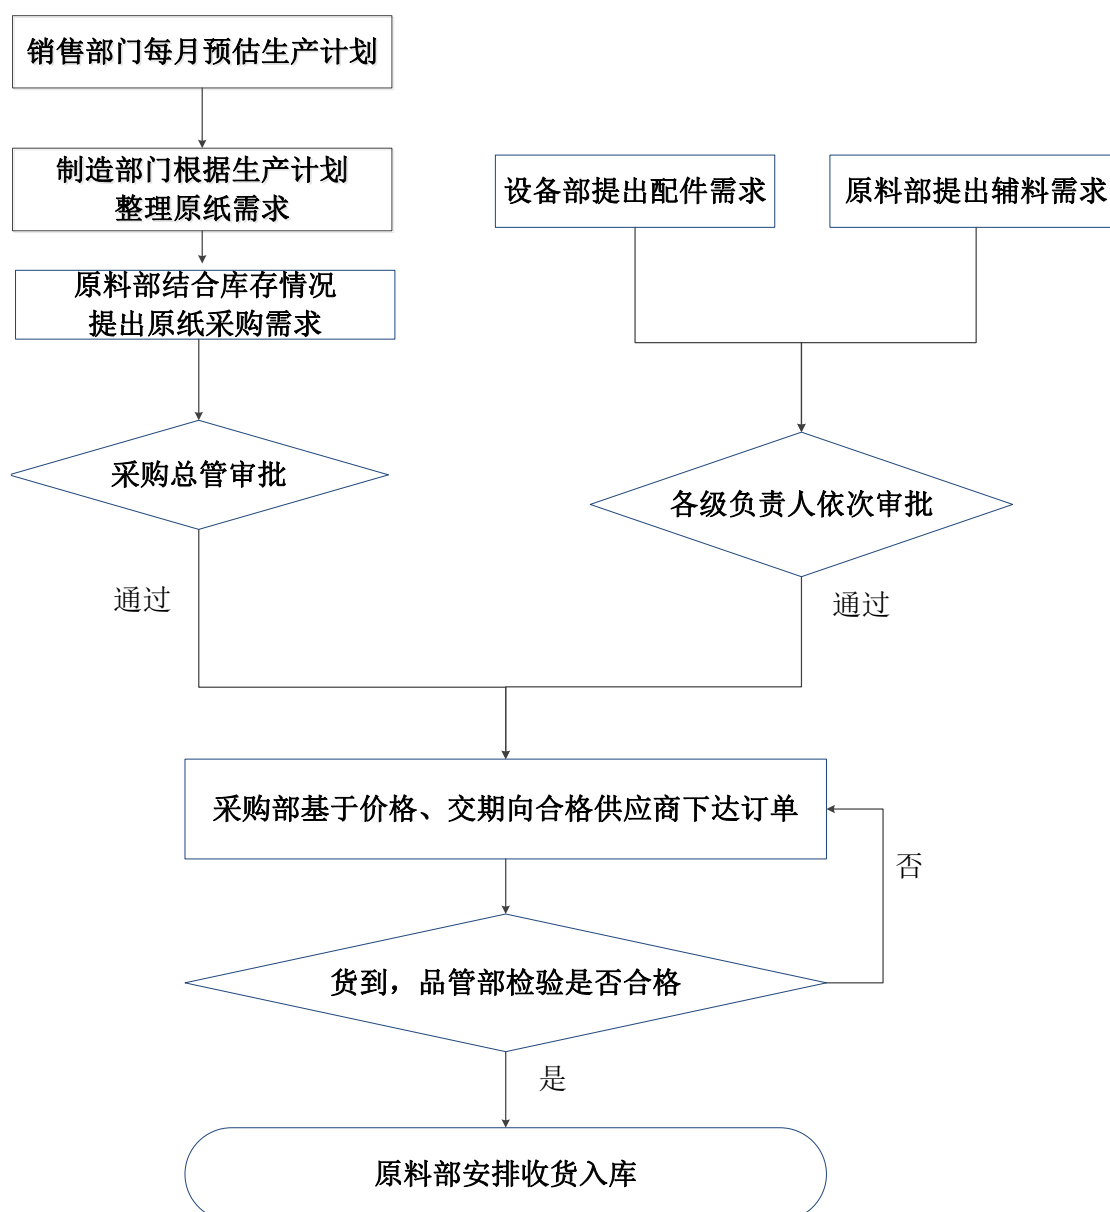 销售部门每月预估生产计划
制造部门根据生产计划
整理原纸需求
设备部提出配件需求
原料部提出辅料需求
原料部结合库存情况
提出原纸采购需求
采购总管审批
各级负责人依次审批
通过
通过
采购部基于价格、交期向合格供应商下达订单
否
货到，品管部检验是否合格
是
原料部安排收货入库